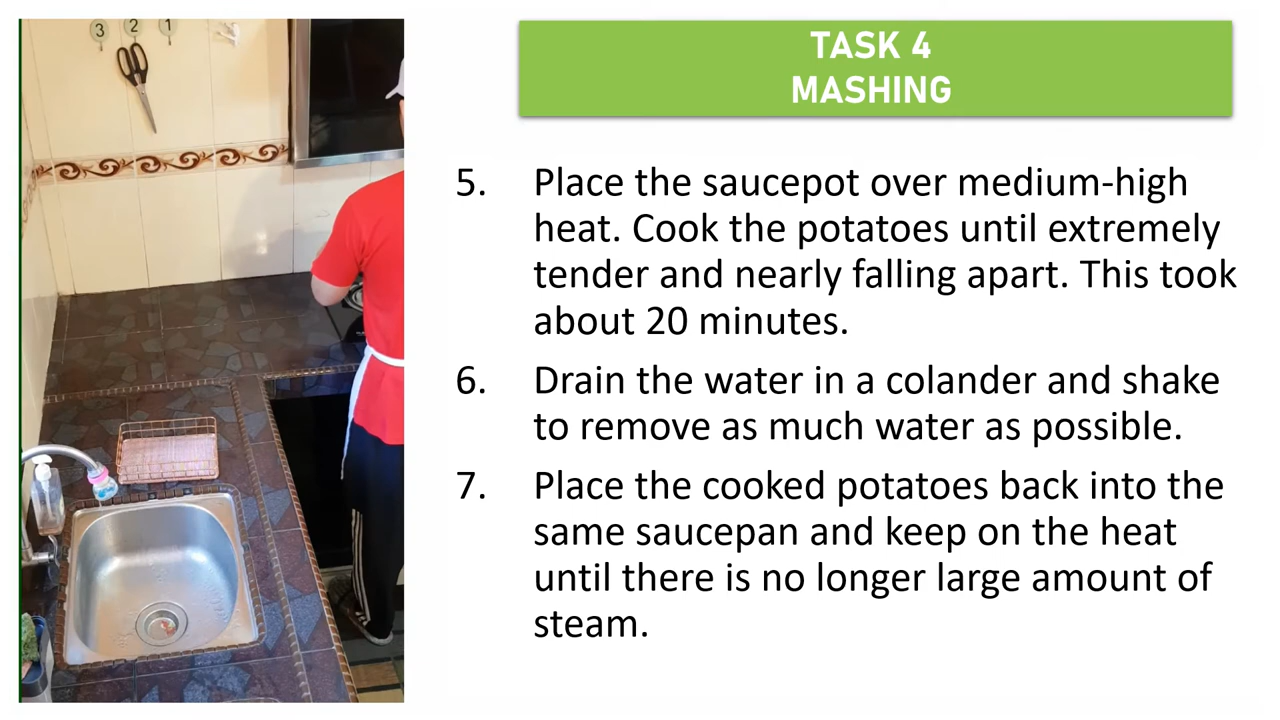 3 2 1
TASK 4
MASHING
5. Place the saucepot over medium-high
heat. Cook the potatoes until extremely
tender and nearly falling apart. This took
about 20 minutes.
6. Drain the water in a colander and shake
to remove as much water as possible.
7. Place the cooked potatoes back into the
same saucepan and keep on the heat
until there is no longer large amount of
steam.